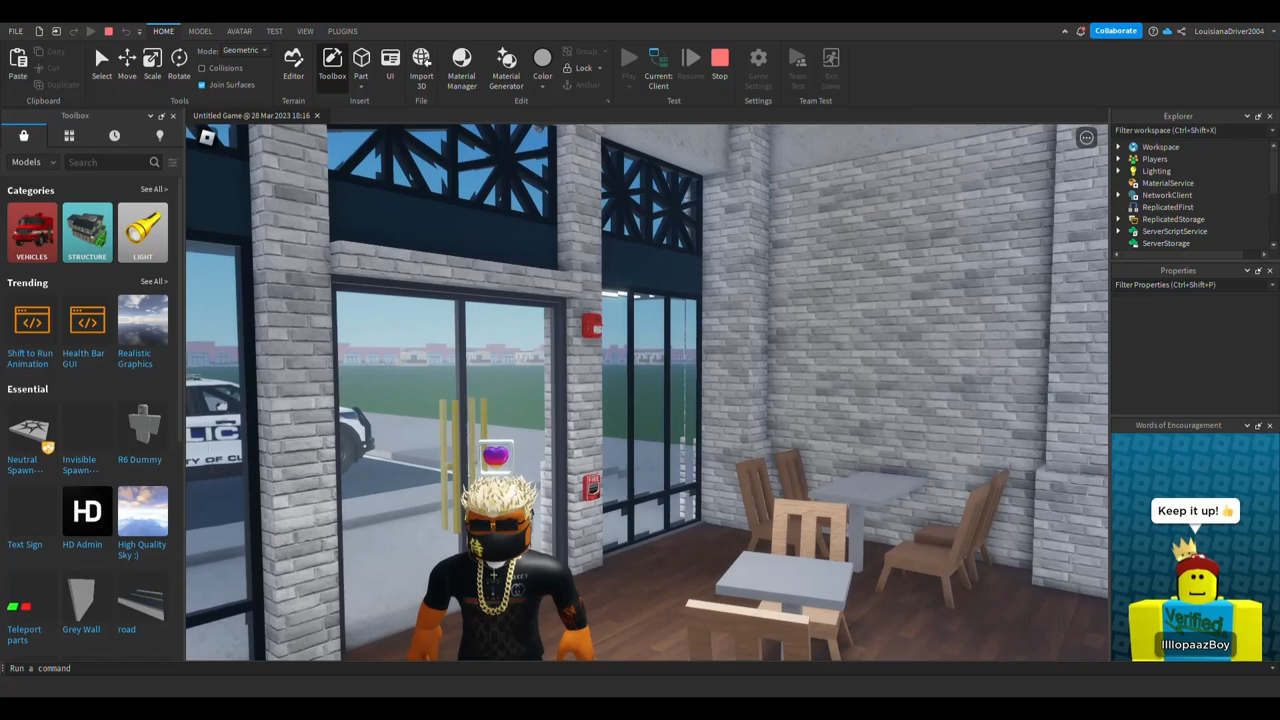 FILE HOME MODEL AVATAR TEST VIEW PLUGINS Collaborate LouisianaDriver2004
Paste Copy Cut Duplicate
Select Move Scale Rotate
Mode: Geometric
Collisions
Join Surfaces
Editor Toolbox Part UI Import 3D Material Manager Material Generator Color
Group Lock Anchor
Play Current: Client Resume Stop Game Settings Team Test Exit Game
Clipboard Tools Terrain Insert File Edit Test Settings Team Test
Toolbox
Models Search
Categories See All >
VEHICLES STRUCTURE LIGHT
Trending See All >
Shift to Run Animation
Health Bar GUI
Realistic Graphics
Essential
Neutral Spawn...
Invisible Spawn...
R6 Dummy
HD
Text Sign
HD Admin
High Quality Sky :)
Teleport parts
Grey Wall
road
Untitled Game @ 28 Mar 2023 18:16
FIRE
Explorer
Filter workspace (Ctrl+Shift+X)
Workspace
Players
Lighting
MaterialService
NetworkClient
ReplicatedFirst
ReplicatedStorage
ServerScriptService
ServerStorage
Properties
Filter Properties (Ctrl+Shift+P)
Words of Encouragement
Keep it up! 👍
Verified
IlllopaazBoy
Run a command